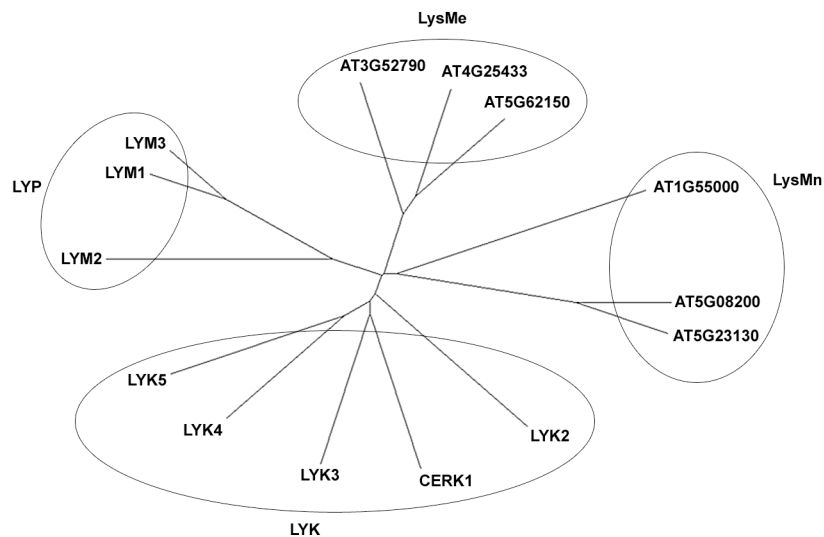 LysMe
AT3G52790
AT4G25433
AT5G62150
LYP
LYM3
LYM1
LYM2
LysMn
AT1G55000
AT5G08200
AT5G23130
LYK5
LYK4
LYK3
CERK1
LYK2
LYK